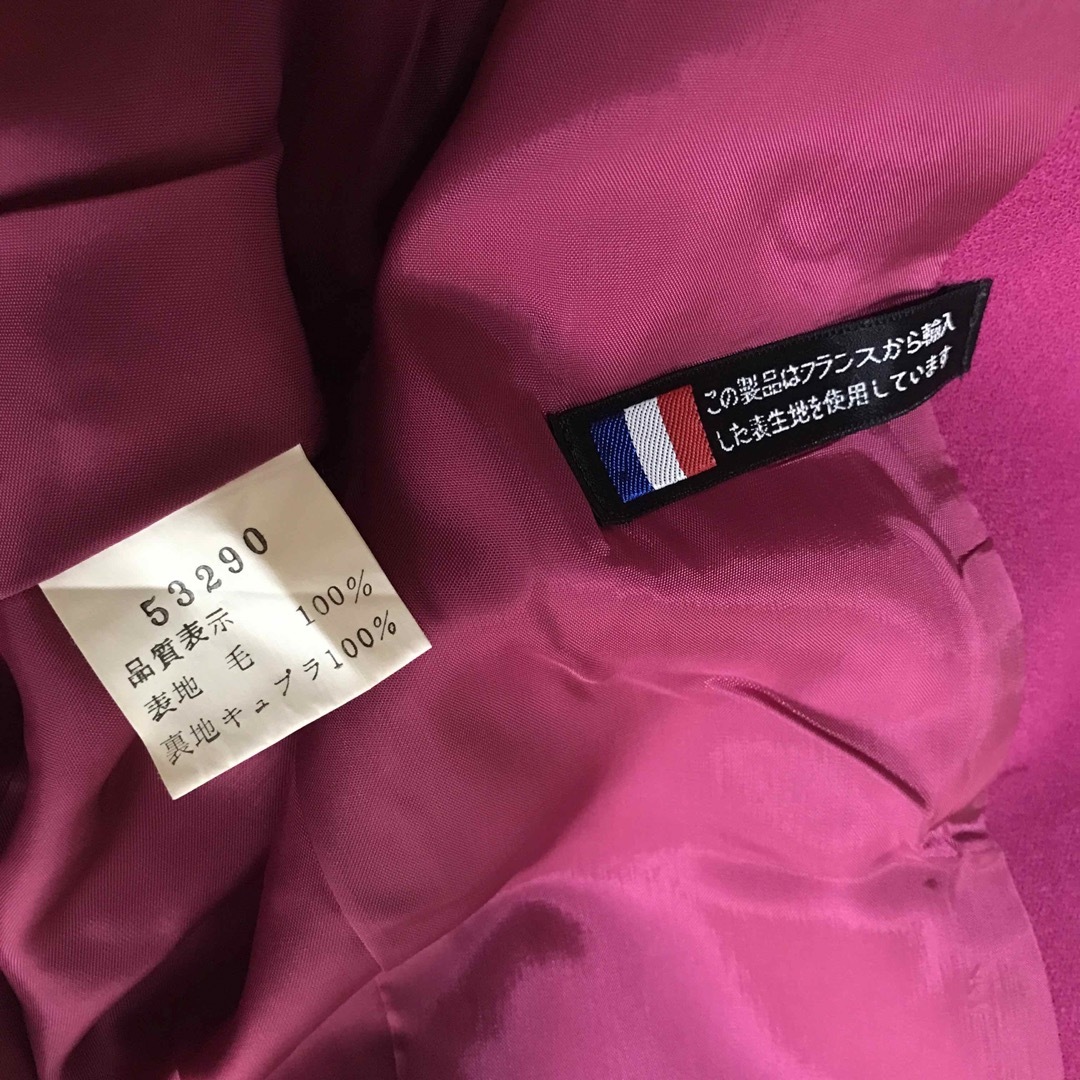 53290
品質表示
表地 毛 100%
裏地キュプラ100%
この製品はフランスから輸入
した表生地を使用しています